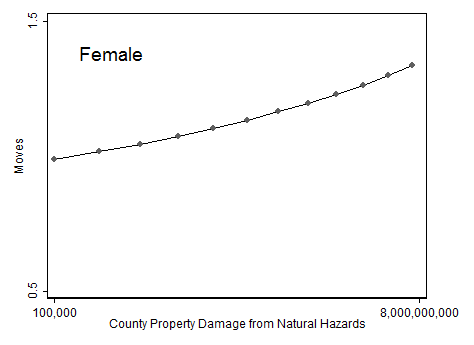 1.5
Female
Moves
0.5
100,000
8,000,000,000
County Property Damage from Natural Hazards